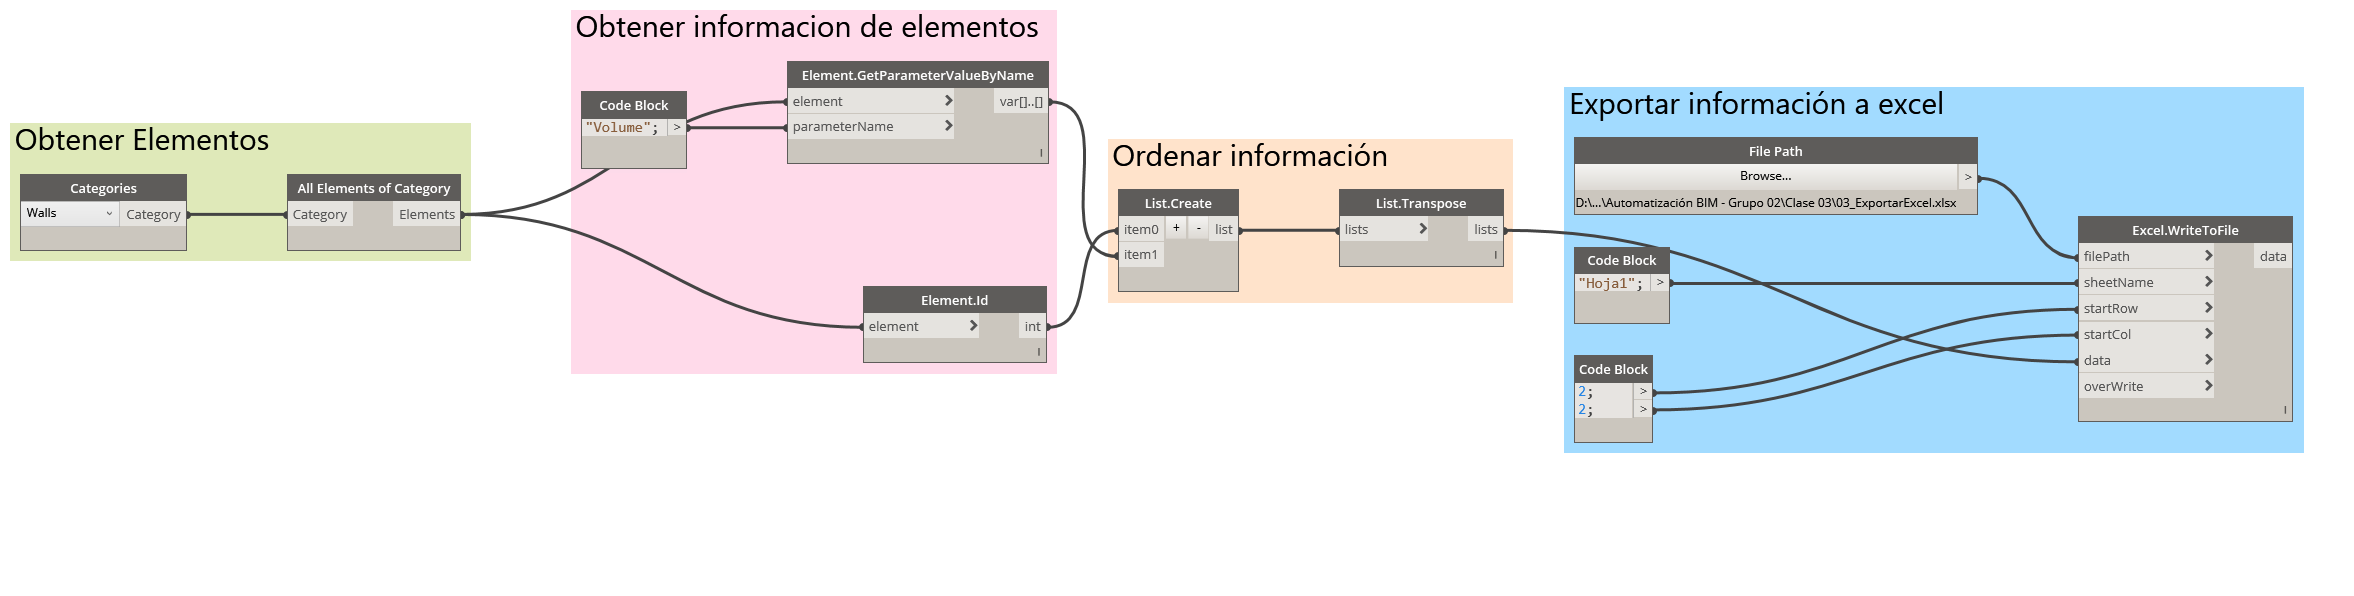 Obtener Elementos
Categories
Walls
Category
All Elements of Category
Category
Elements
Obtener informacion de elementos
Code Block
"Volume";
>
Element.GetParameterValueByName
element
var[]..[]
parameterName
Element.Id
element
int
Ordenar información
List.Create
item0
+
-
list
item1
List.Transpose
lists
lists
Exportar información a excel
File Path
Browse...
>
D:\...\Automatización BIM - Grupo 02\Clase 03\03_ExportarExcel.xlsx
Code Block
"Hoja1";
>
Code Block
2;
>
2;
>
Excel.WriteToFile
filePath
data
sheetName
startRow
startCol
data
overWrite